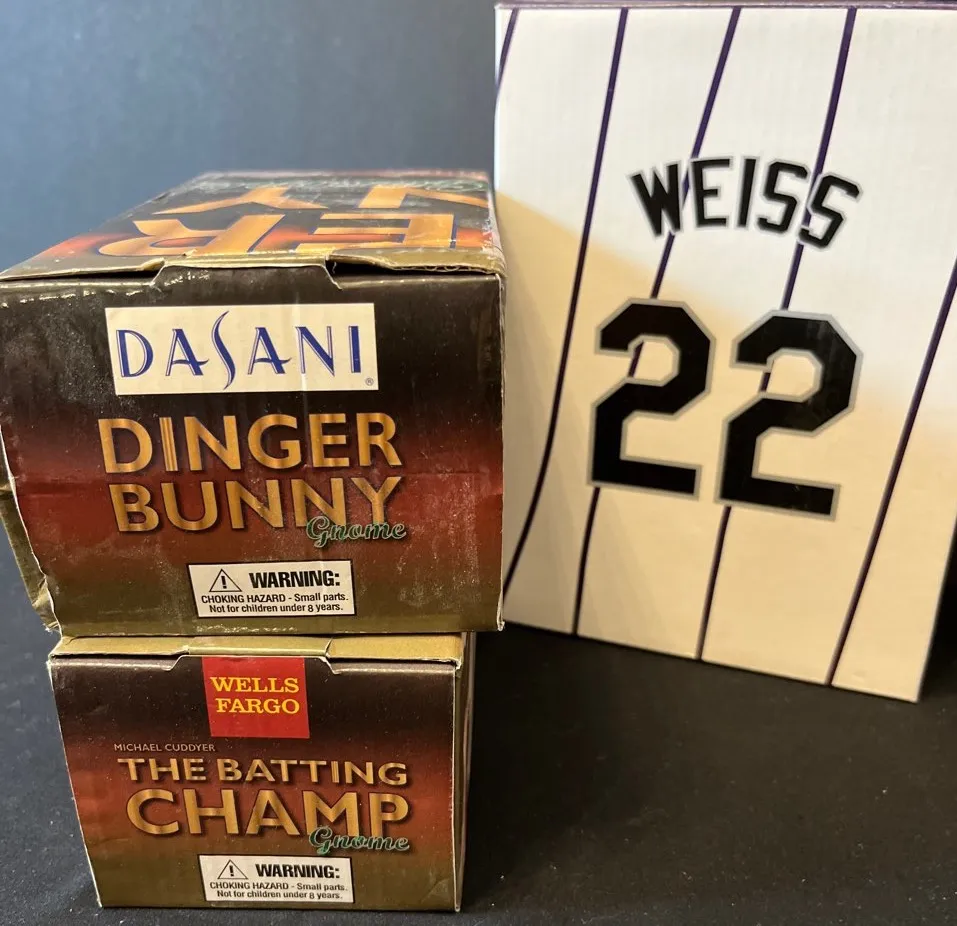 WEISS
22
DASANI®
DINGER
BUNNY
Gnome
WARNING:
CHOKING HAZARD - Small parts.
Not for children under 8 years.
WELLS
FARGO
MICHAEL CUDDYER
THE BATTING
CHAMP
Gnome
WARNING:
CHOKING HAZARD - Small parts.
Not for children under 8 years.